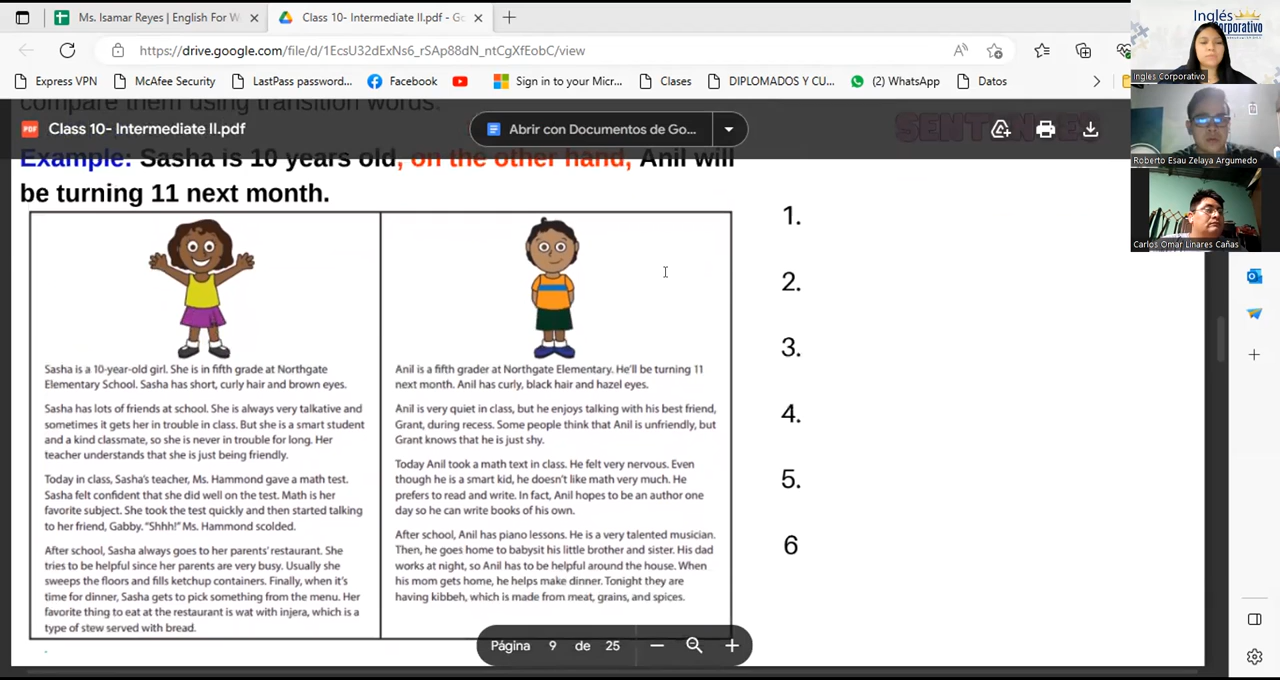 Ms. Isamar Reyes | English For W
Class 10- Intermediate II.pdf - Go
https://drive.google.com/file/d/1EcsU32dExNs6_rSAp88dN_ntCgXfEobC/view
Express VPN
McAfee Security
LastPass password...
Facebook
Sign in to your Micr...
Clases
DIPLOMADOS Y CU...
(2) WhatsApp
Datos
Inglés
Corporativo
Ingles Corporativo
Roberto Esau Zelaya Argumedo
Carlos Omar Linares Cañas
compare them using transition words.
PDF
Class 10- Intermediate II.pdf
Abrir con Documentos de Go...
SENTENCES
Example: Sasha is 10 years old, on the other hand, Anil will
be turning 11 next month.
Sasha is a 10-year-old girl. She is in fifth grade at Northgate
Elementary School. Sasha has short, curly hair and brown eyes.
Sasha has lots of friends at school. She is always very talkative and
sometimes it gets her in trouble in class. But she is a smart student
and a kind classmate, so she is never in trouble for long. Her
teacher understands that she is just being friendly.
Today in class, Sasha's teacher, Ms. Hammond gave a math test.
Sasha felt confident that she did well on the test. Math is her
favorite subject. She took the test quickly and then started talking
to her friend, Gabby. "Shhh!" Ms. Hammond scolded.
After school, Sasha always goes to her parents' restaurant. She
tries to be helpful since her parents are very busy. Usually she
sweeps the floors and fills ketchup containers. Finally, when it's
time for dinner, Sasha gets to pick something from the menu. Her
favorite thing to eat at the restaurant is wat with injera, which is a
type of stew served with bread.
Anil is a fifth grader at Northgate Elementary. He'll be turning 11
next month. Anil has curly, black hair and hazel eyes.
Anil is very quiet in class, but he enjoys talking with his best friend,
Grant, during recess. Some people think that Anil is unfriendly, but
Grant knows that he is just shy.
Today Anil took a math text in class. He felt very nervous. Even
though he is a smart kid, he doesn't like math very much. He
prefers to read and write. In fact, Anil hopes to be an author one
day so he can write books of his own.
After school, Anil has piano lessons. He is a very talented musician.
Then, he goes home to babysit his little brother and sister. His dad
works at night, so Anil has to be helpful around the house. When
his mom gets home, he helps make dinner. Tonight they are
having kibbeh, which is made from meat, grains, and spices.
1.
2.
3.
4.
5.
6
Página 9 de 25